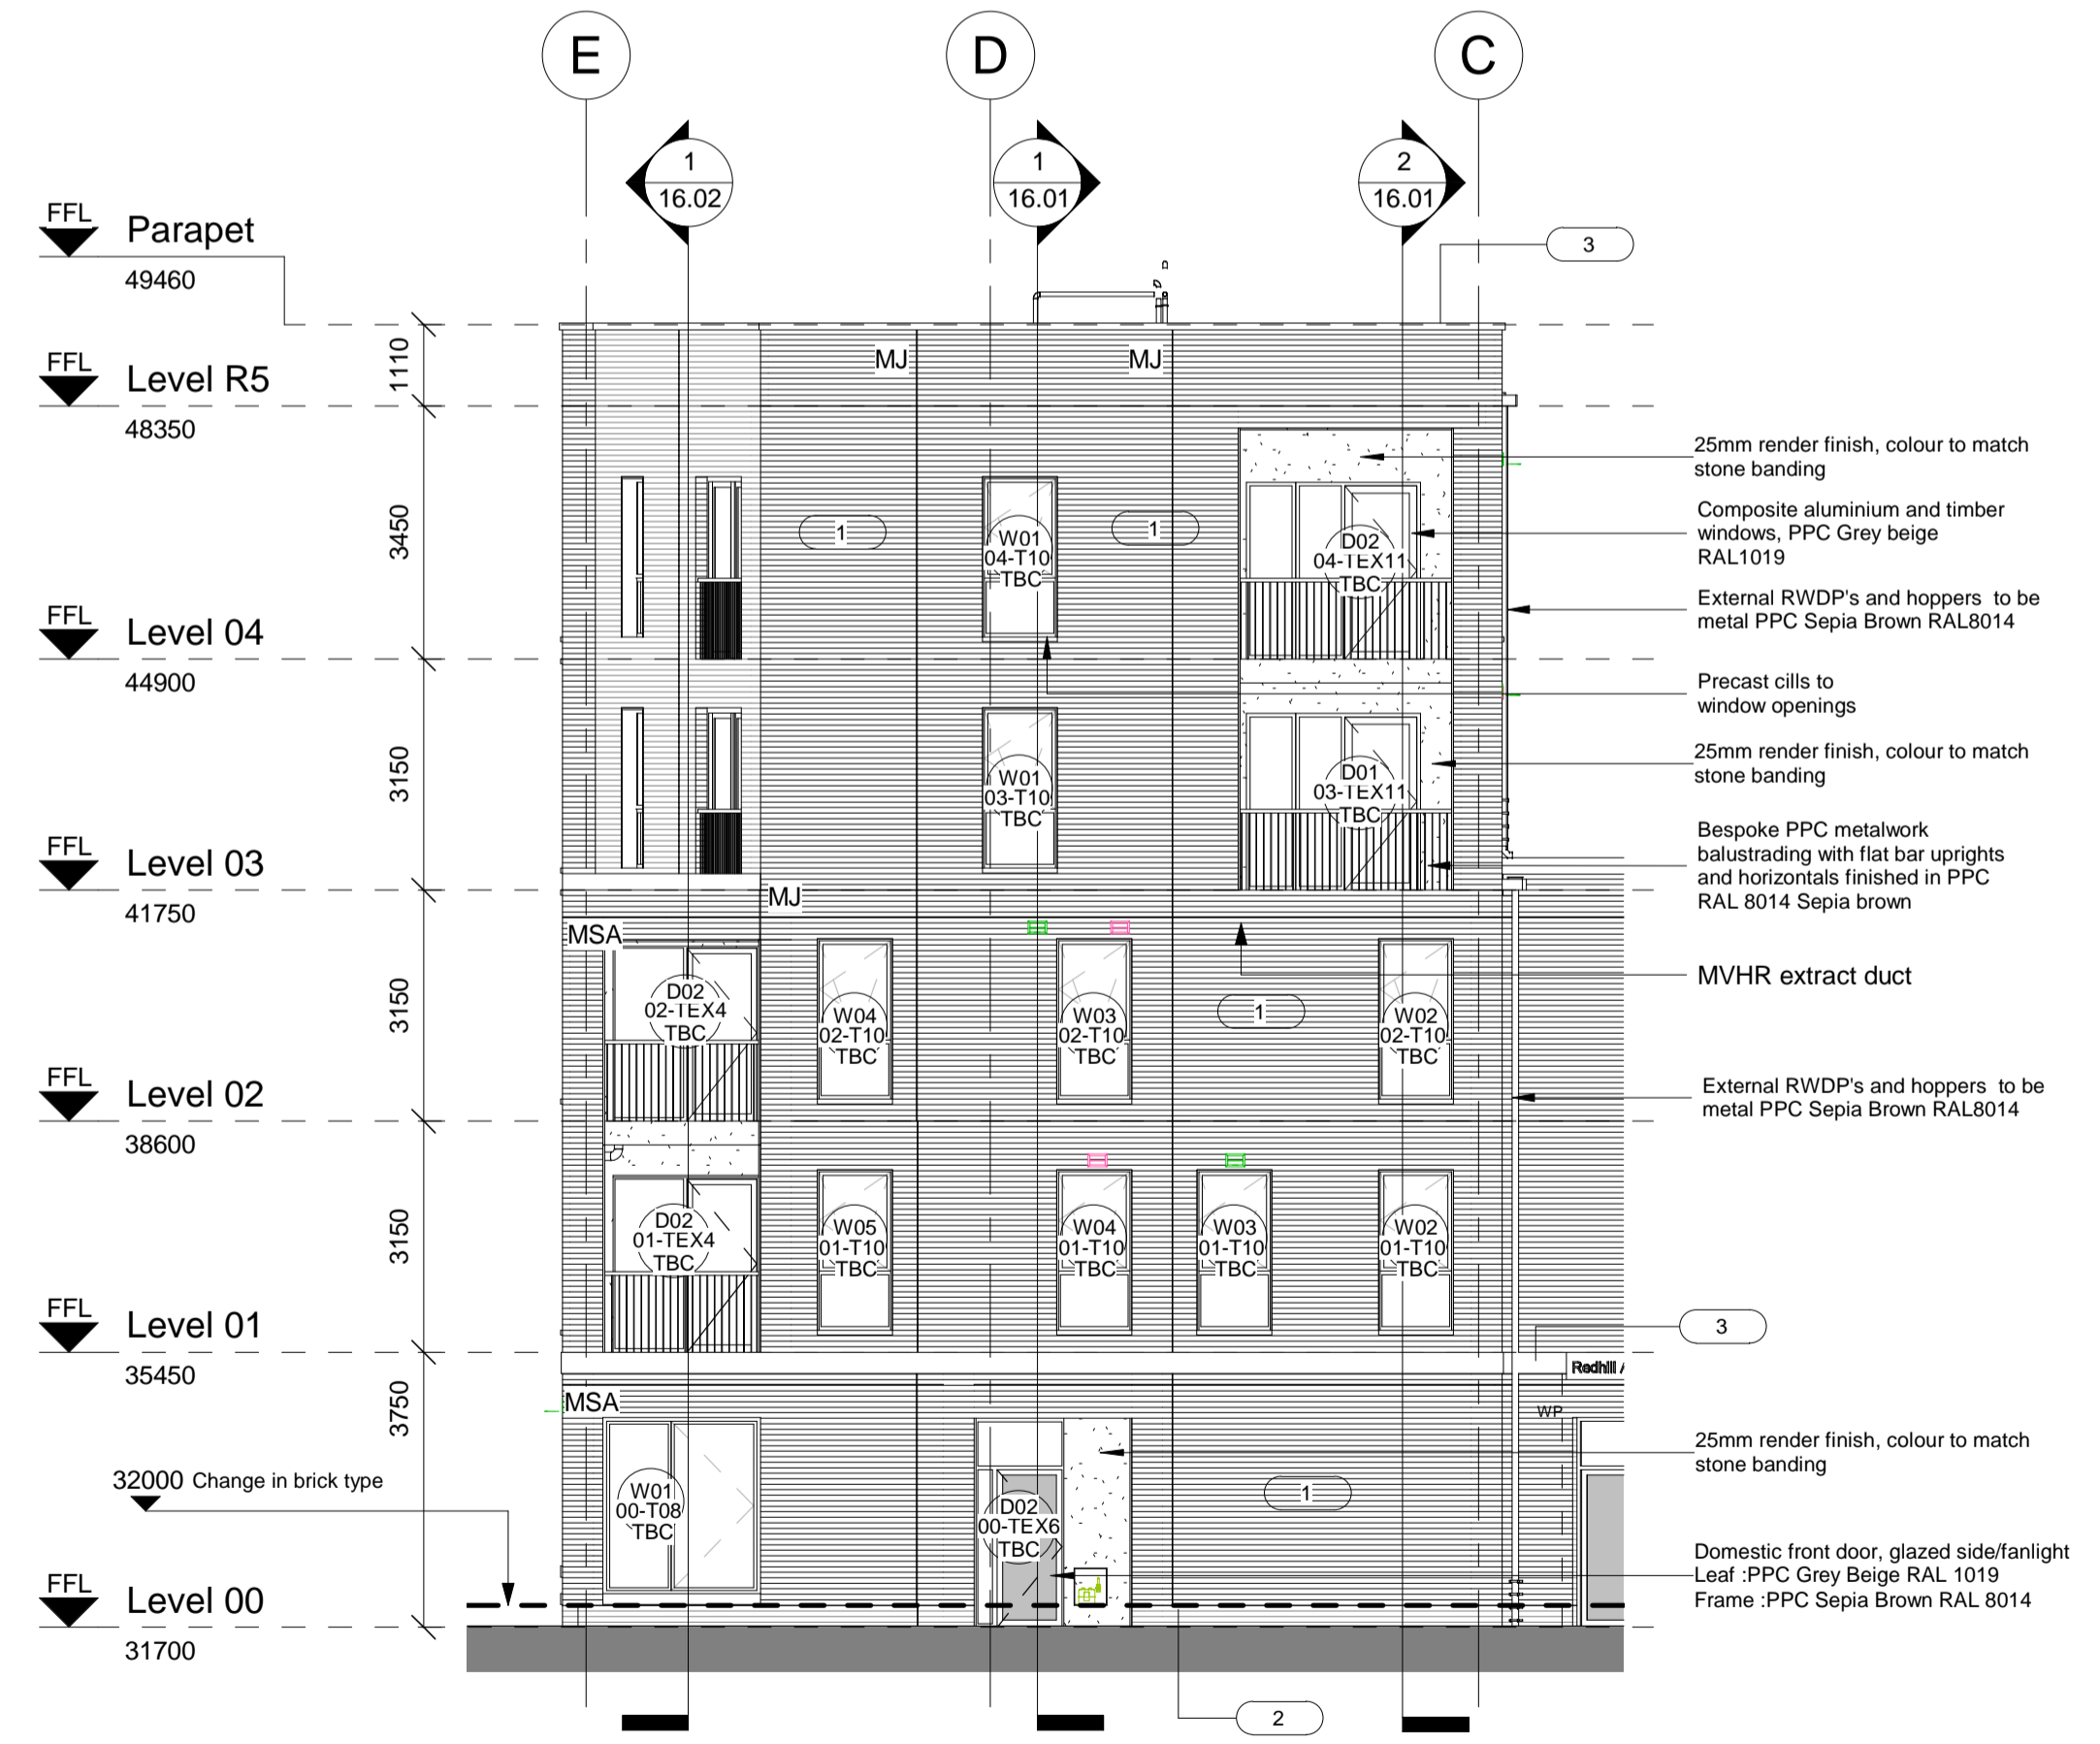 E
D
C
1
16.02
1
16.01
2
16.01
3
FFL
Parapet
49460
FFL
Level R5
48350
FFL
Level 04
44900
FFL
Level 03
41750
FFL
Level 02
38600
FFL
Level 01
35450
32000 Change in brick type
FFL
Level 00
31700
1110
3450
3150
3150
3150
3750
MJ
MJ
1
W01
04-T10
TBC
1
D02
04-TEX11
TBC
W01
03-T10
TBC
D01
03-TEX11
TBC
MJ
MSA
D02
02-TEX4
TBC
W04
02-T10
TBC
W03
02-T10
TBC
1
W02
02-T10
TBC
D02
01-TEX4
TBC
W05
01-T10
TBC
W04
01-T10
TBC
W03
01-T10
TBC
W02
01-T10
TBC
3
Redhill
MSA
WP
W01
00-T08
TBC
D02
00-TEX6
TBC
1
2
25mm render finish, colour to match
stone banding
Composite aluminium and timber
windows, PPC Grey beige
RAL1019
External RWDP's and hoppers to be
metal PPC Sepia Brown RAL8014
Precast cills to
window openings
25mm render finish, colour to match
stone banding
Bespoke PPC metalwork
balustrading with flat bar uprights
and horizontals finished in PPC
RAL 8014 Sepia brown
MVHR extract duct
External RWDP's and hoppers to be
metal PPC Sepia Brown RAL8014
25mm render finish, colour to match
stone banding
Domestic front door, glazed side/fanlight
Leaf :PPC Grey Beige RAL 1019
Frame :PPC Sepia Brown RAL 8014